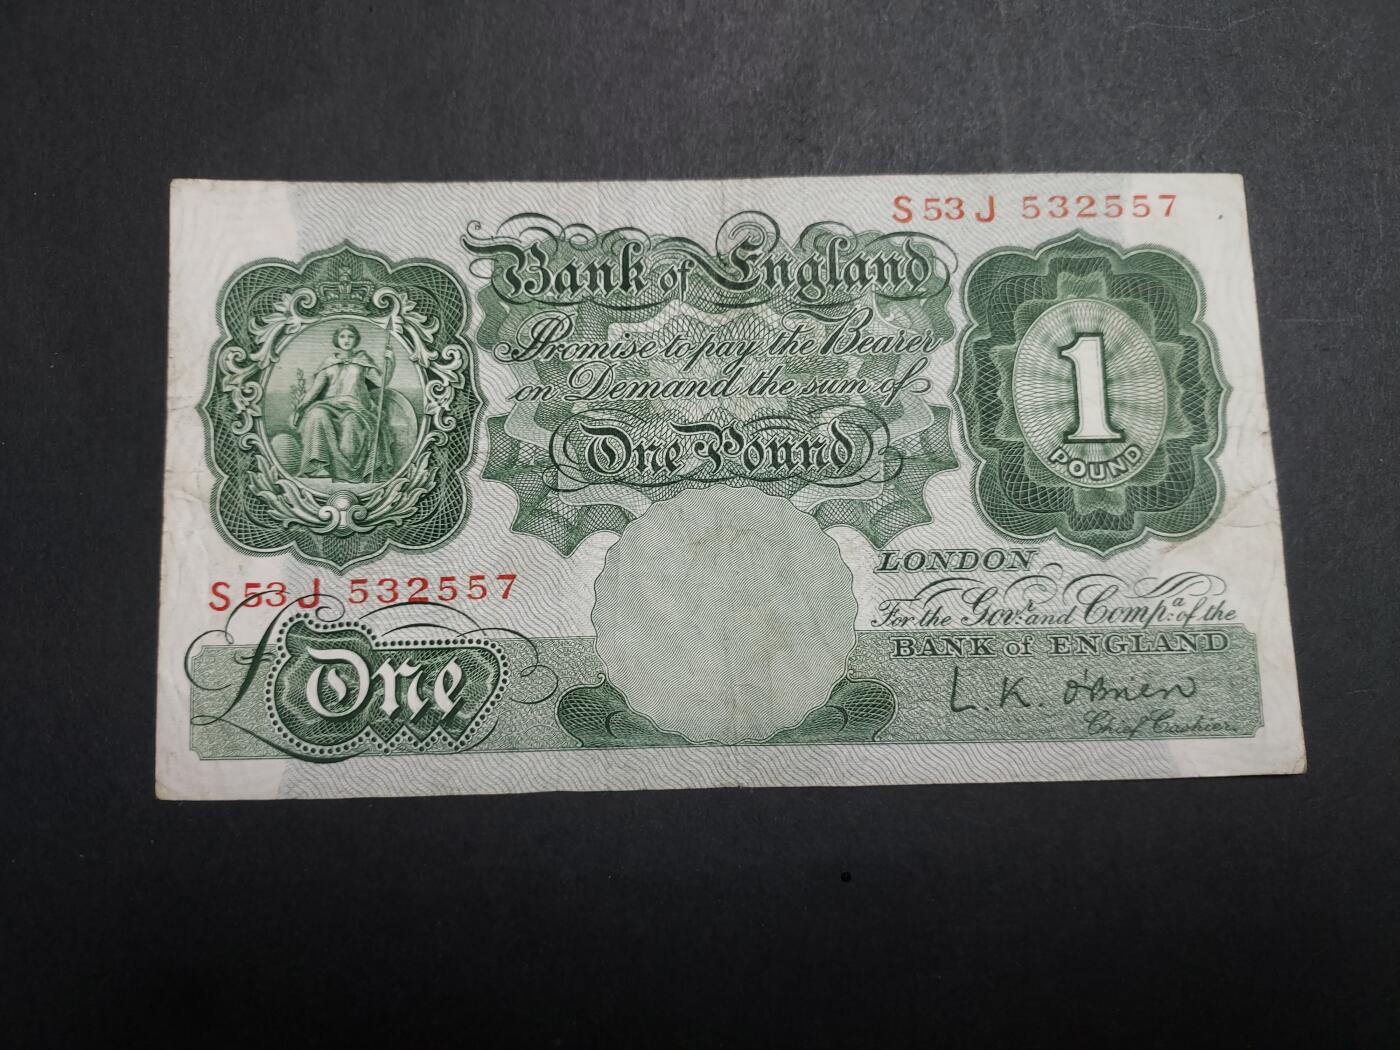 S53J 532557
Bank of England
Promise to pay the Bearer
on Demand the sum of
One Pound
1
POUND
LONDON
For the Govr. and Compa. of the
BANK of ENGLAND
L. K. O'Brien
Chief Cashier.
S53J 532557
£One